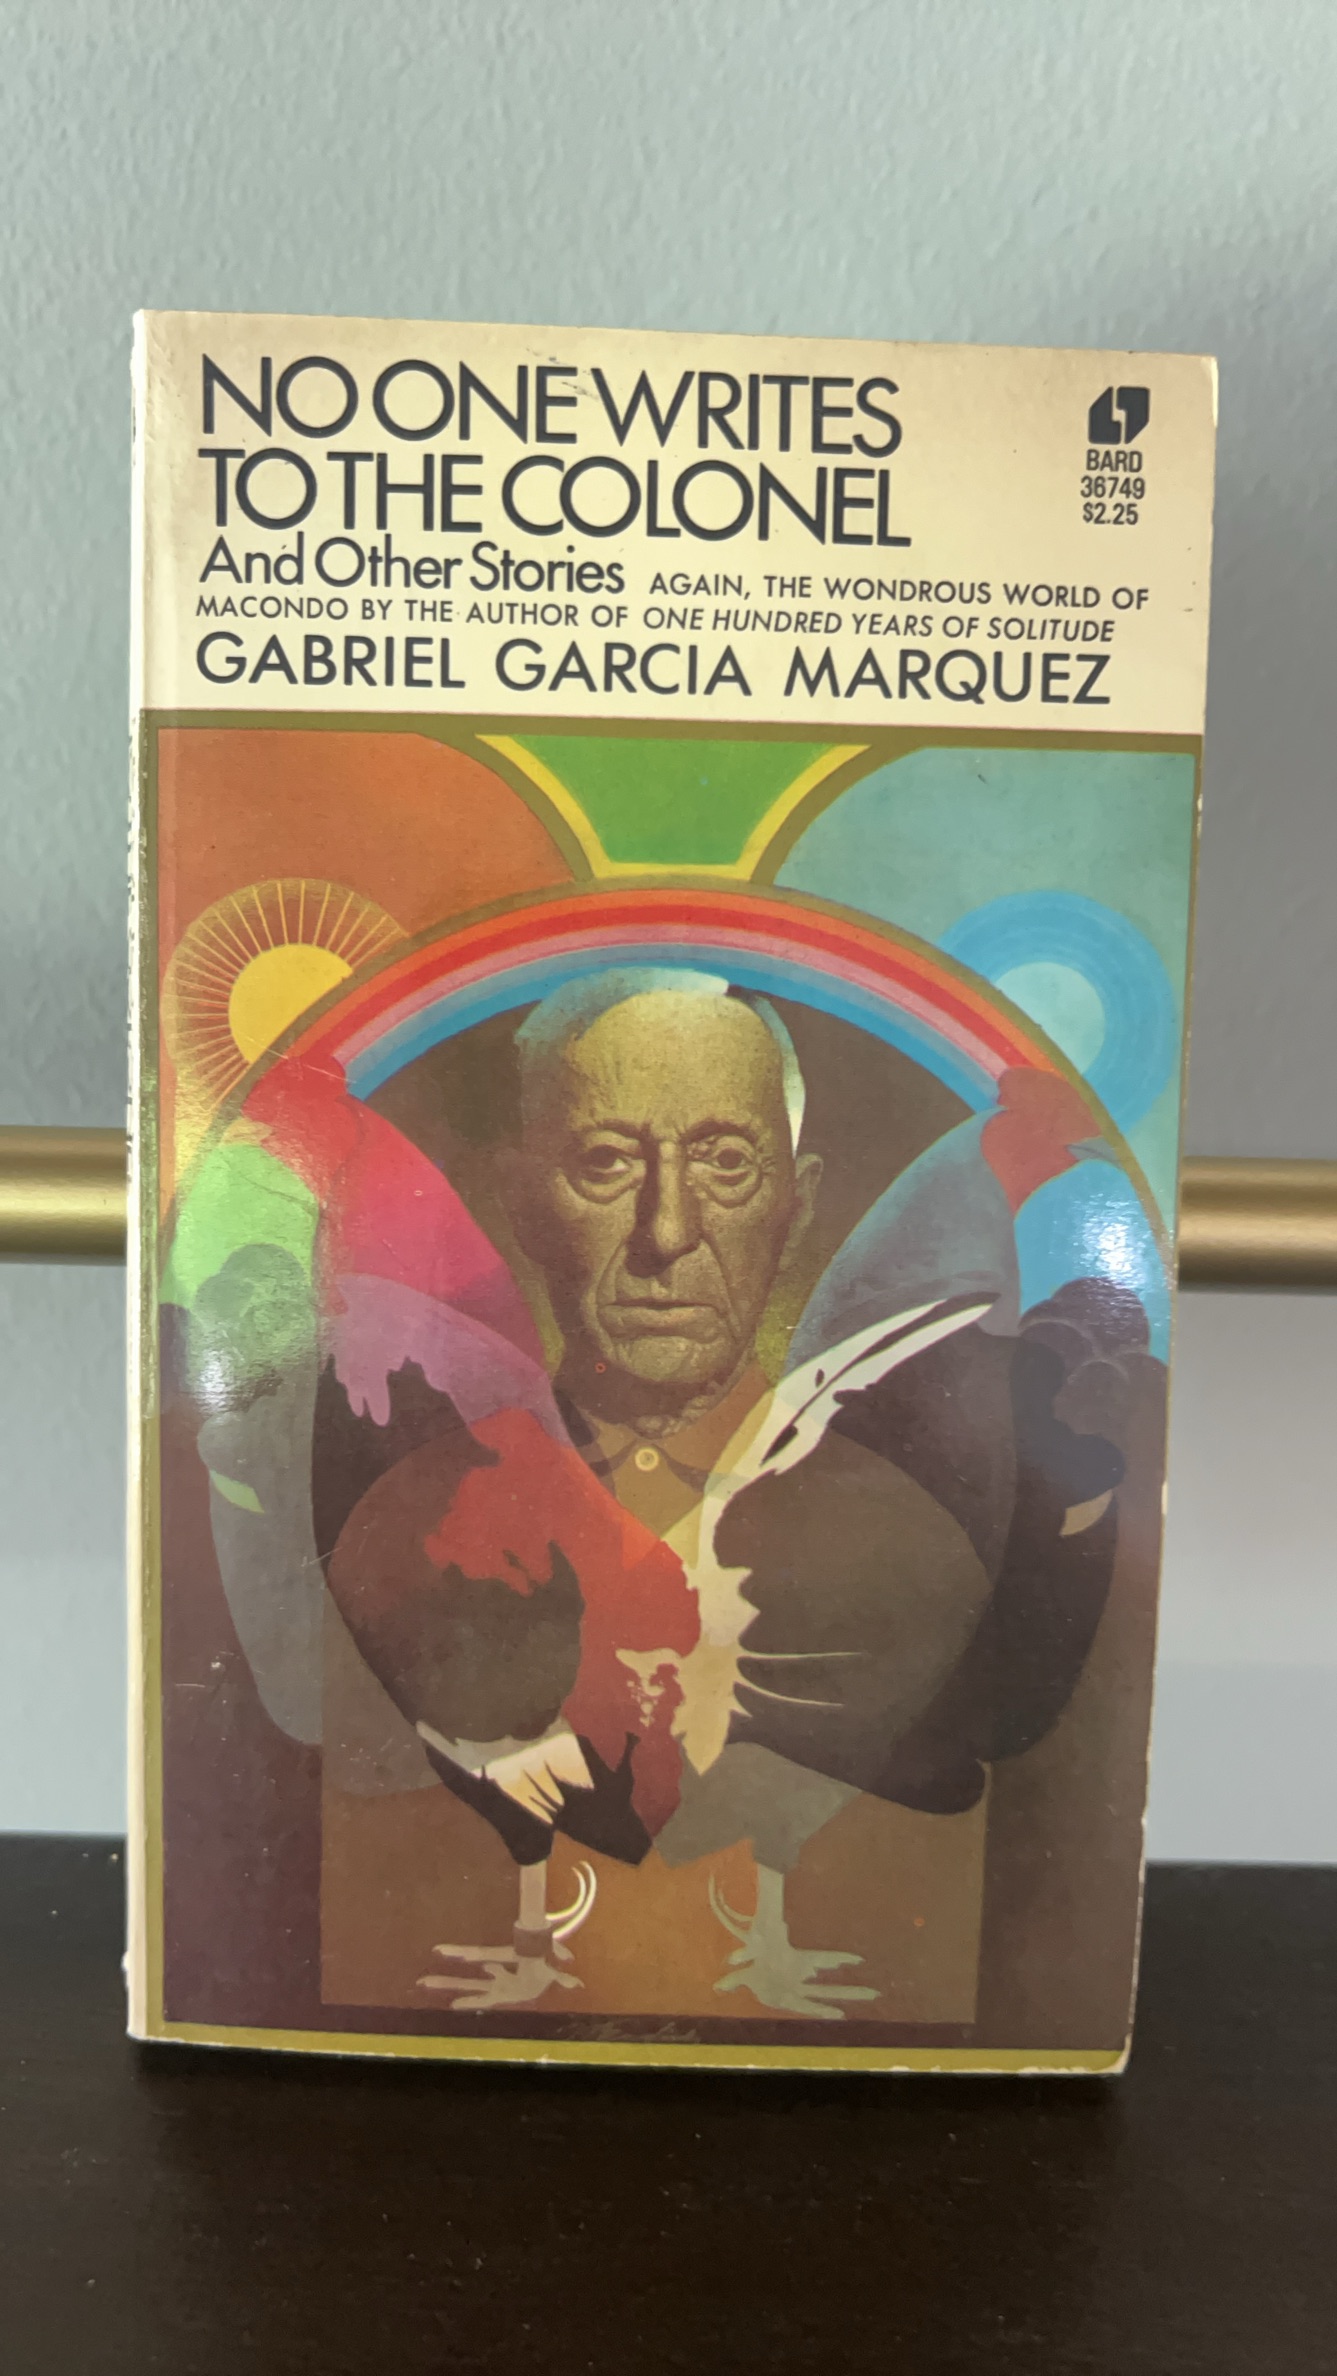 NO ONE WRITES
TO THE COLONEL
And Other Stories AGAIN, THE WONDROUS WORLD OF
MACONDO BY THE AUTHOR OF ONE HUNDRED YEARS OF SOLITUDE
GABRIEL GARCIA MARQUEZ
BARD
36749
$2.25